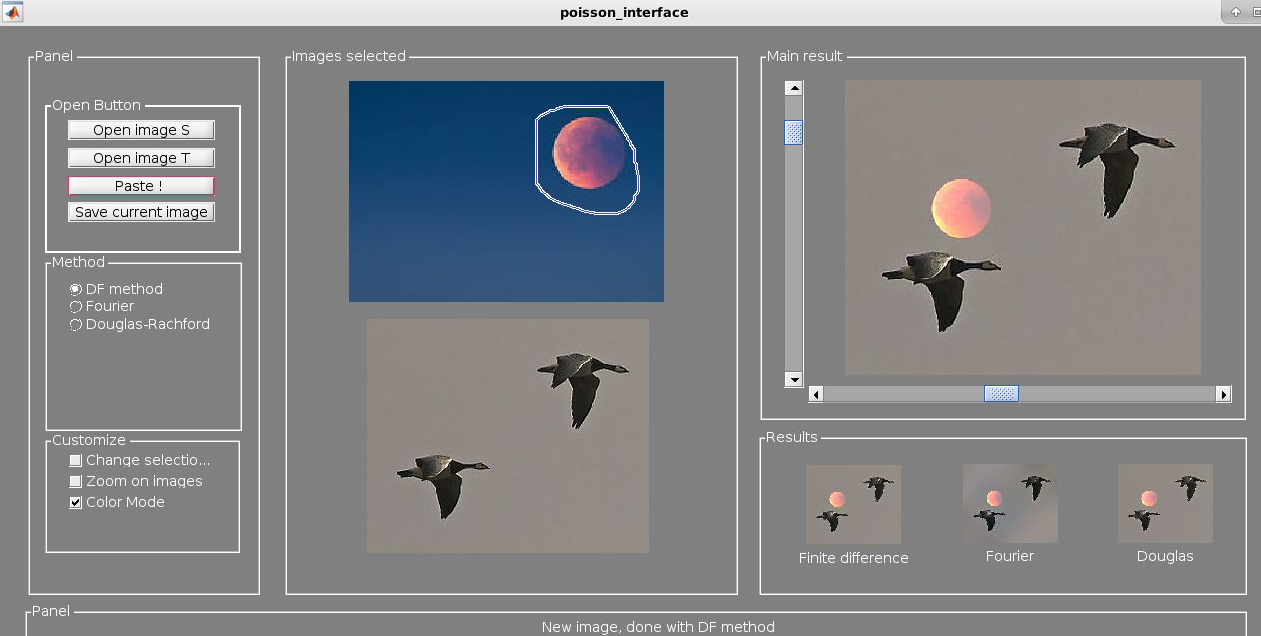 poisson_interface
Panel
Open Button
Open image S
Open image T
Paste !
Save current image
Method
DF method
Fourier
Douglas-Rachford
Customize
Change selectio...
Zoom on images
Color Mode
Images selected
Main result
Results
Finite difference
Fourier
Douglas
Panel
New image, done with DF method